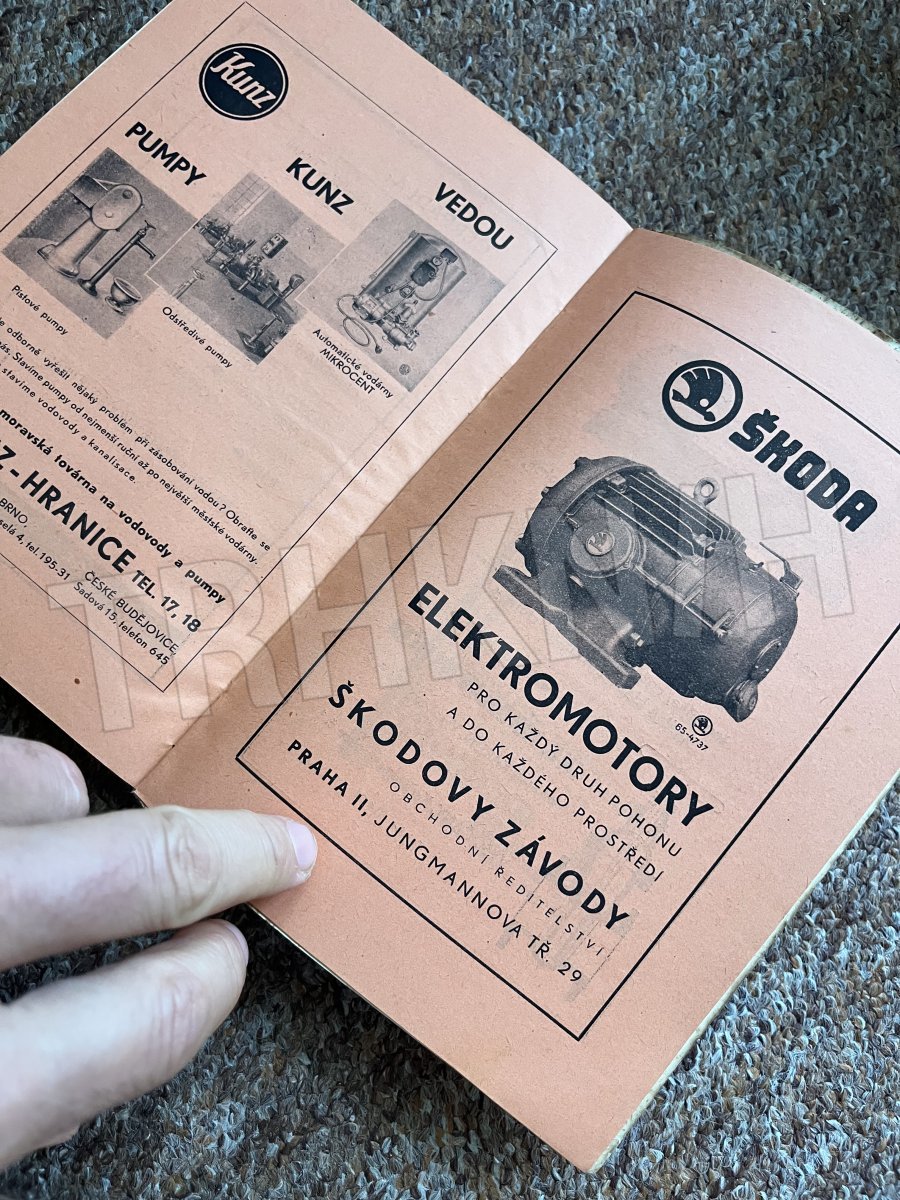 Kunz
PUMPY KUNZ VEDOU
Pístové pumpy
Odstředivé pumpy
Automatické vodárny
MIKROCENT
odborně vyřešit nějaký problém při zásobování vodou? Obraťte se
Stavíme pumpy od nejmenší ruční až po největší městské vodárny.
stavíme vodovody a kanalisace.
moravská továrna na vodovody a pumpy
HRANICE TEL. 17, 18
BRNO,
4, tel. 195-31
ČESKÉ BUDĚJOVICE,
Sadová 15, telefon 645
ŠKODA
65-4737
ELEKTROMOTORY
PRO KAŽDÝ DRUH POHONU
A DO KAŽDÉHO PROSTŘEDÍ
ŠKODOVY ZÁVODY
OBCHODNÍ ŘEDITELSTVÍ
PRAHA II, JUNGMANNOVA TŘ. 29
TRHKNIH